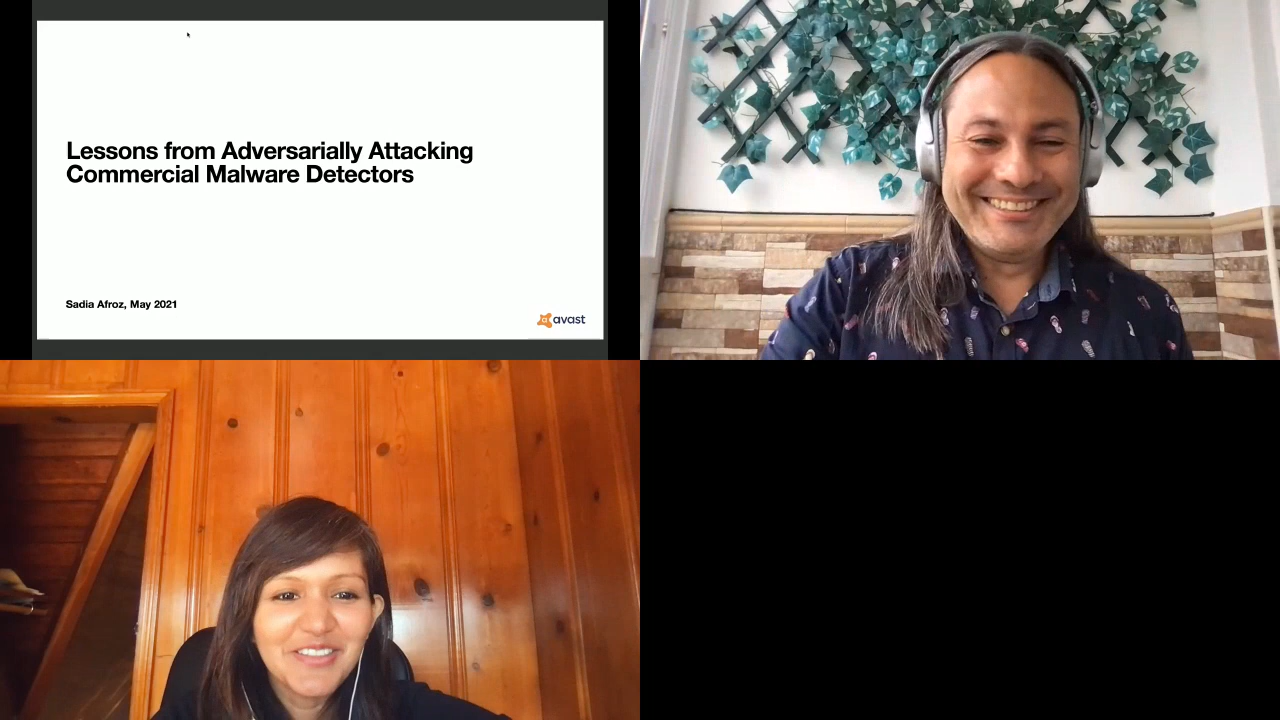 Lessons from Adversarially Attacking
Commercial Malware Detectors
Sadia Afroz, May 2021
avast